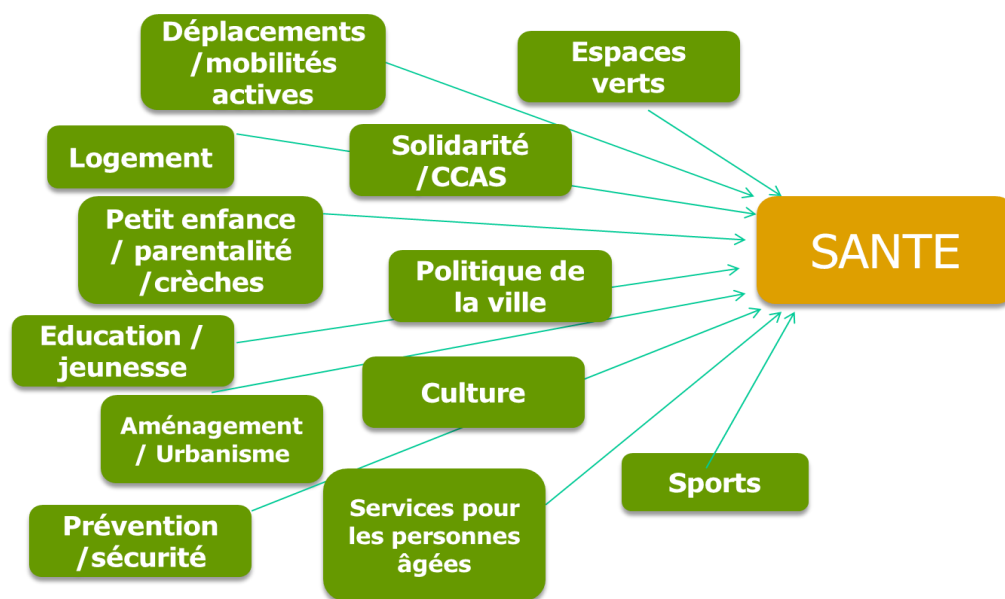 Déplacements
/mobilités
actives
Espaces
verts
Logement
Solidarité
/CCAS
Petit enfance
/ parentalité
/crèches
SANTE
Politique de
la ville
Education /
jeunesse
Culture
Aménagement
/ Urbanisme
Sports
Services pour
les personnes
âgées
Prévention
/sécurité